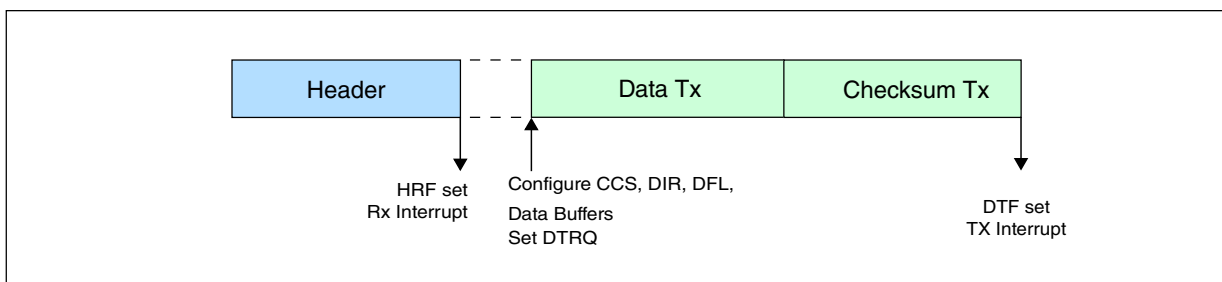 Header
Data Tx
Checksum Tx
HRF set
Rx Interrupt
Configure CCS, DIR, DFL,
Data Buffers
Set DTRQ
DTF set
TX Interrupt